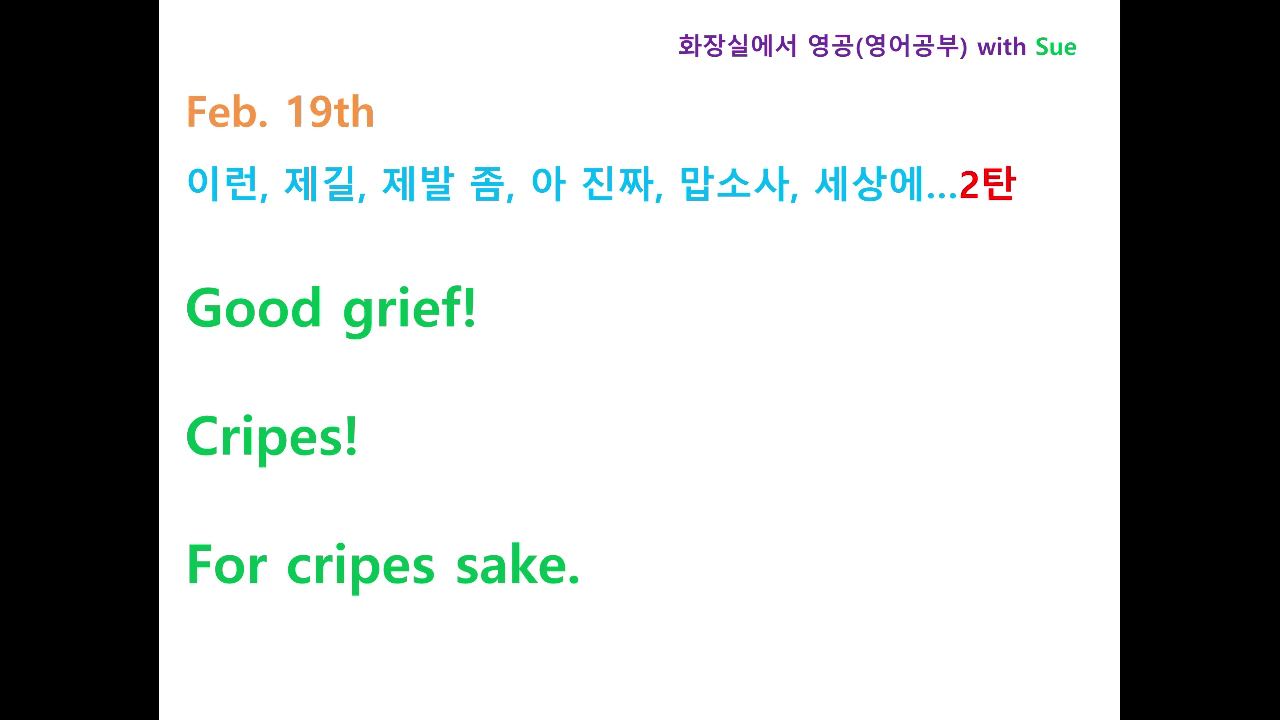 화장실에서 영공(영어공부) with Sue
Feb. 19th
이런, 제길, 제발 좀, 아 진짜, 맙소사, 세상에...2탄
Good grief!
Cripes!
For cripes sake.